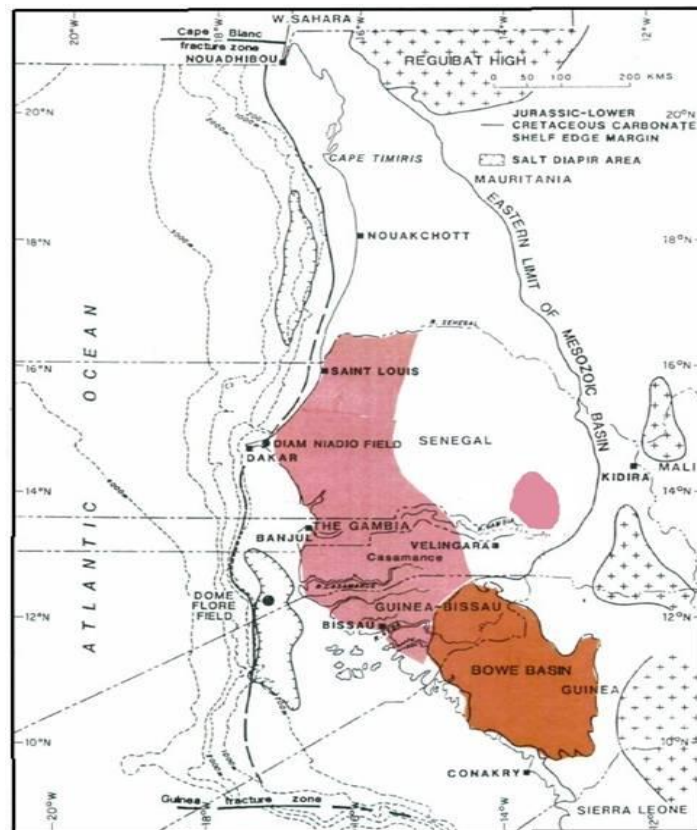 W. SAHARA
20°W
18°W
16°W
12°W
Cape Blanc
fracture zone
NOUADHIBOU
REGUIBAT HIGH
0 50 100 200 KMS
20°N
20°N
JURASSIC-LOWER
CRETACEOUS CARBONATE
SHELF EDGE MARGIN
SALT DIAPIR AREA
CAPE TIMIRIS
MAURITANIA
NOUAKCHOTT
18°N
18°N
EASTERN LIMIT OF MESOZOIC BASIN
R. SENEGAL
16°N
16°N
SAINT LOUIS
ATLANTIC OCEAN
DIAM NIADIO FIELD
DAKAR
SENEGAL
KIDIRA
MALI
14°N
14°N
THE GAMBIA
BANJUL
VELINGARA
Casamance
DOME
FLORE
FIELD
GUINEA-BISSAU
12°N
12°N
BISSAU
BOWE BASIN
GUINEA
10°N
10°N
CONAKRY
Guinea fracture zone
SIERRA LEONE
20°W
18°W
16°W
14°W